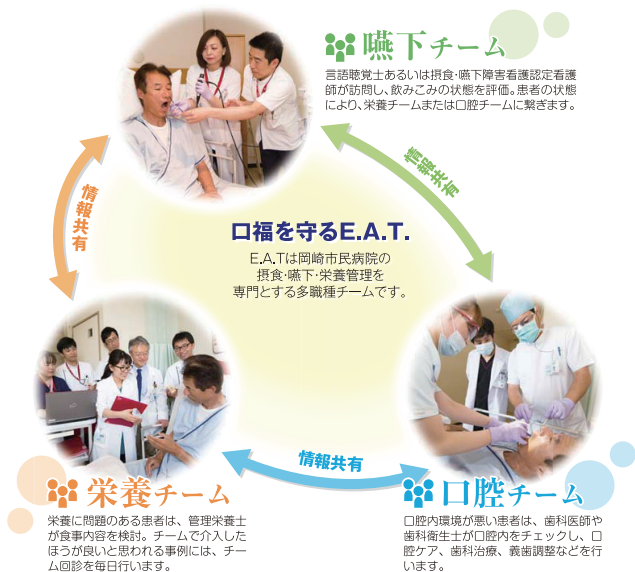 嚥下チーム
言語聴覚士あるいは摂食・嚥下障害看護認定看護
師が訪問し、飲みこみの状態を評価。患者の状態
により、栄養チームまたは口腔チームに繋ぎます。
情報共有
情報共有
口福を守るE.A.T.
E.A.Tは岡崎市民病院の
摂食・嚥下・栄養管理を
専門とする多職種チームです。
情報共有
栄養チーム
栄養に問題のある患者は、管理栄養士
が食事内容を検討。チームで介入した
ほうが良いと思われる事例には、チー
ム回診を毎日行います。
口腔チーム
口腔内環境が悪い患者は、歯科医師や
歯科衛生士が口腔内をチェックし、口
腔ケア、歯科治療、義歯調整などを行
います。